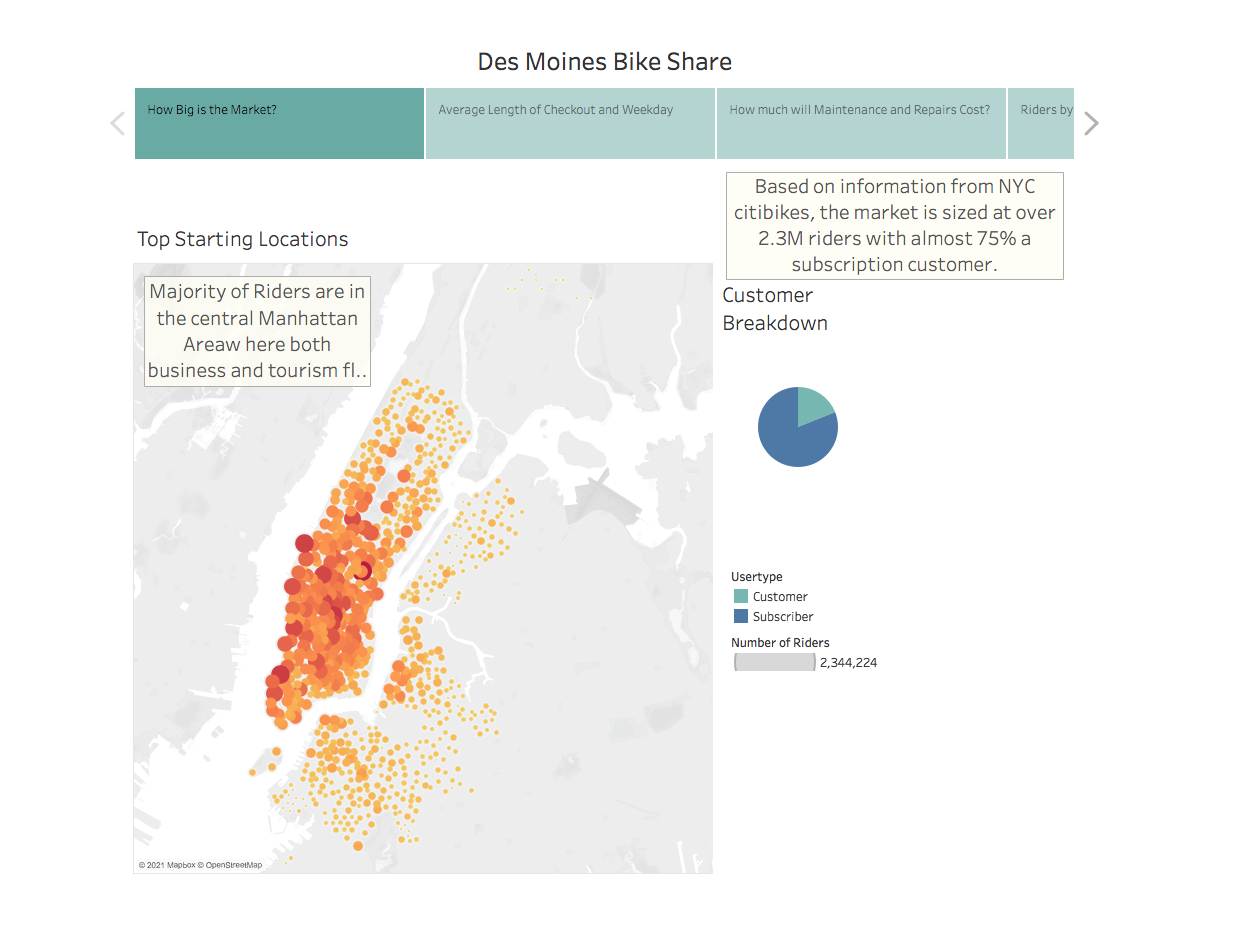 Des Moines Bike Share
How Big is the Market?
Average Length of Checkout and Weekday
How much will Maintenance and Repairs Cost?
Riders by
Based on information from NYC
citibikes, the market is sized at over
2.3M riders with almost 75% a
subscription customer.
Top Starting Locations
Majority of Riders are in
the central Manhattan
Areaw here both
business and tourism fl..
Customer
Breakdown
Usertype
Customer
Subscriber
Number of Riders
2,344,224
© 2021 Mapbox © OpenStreetMap